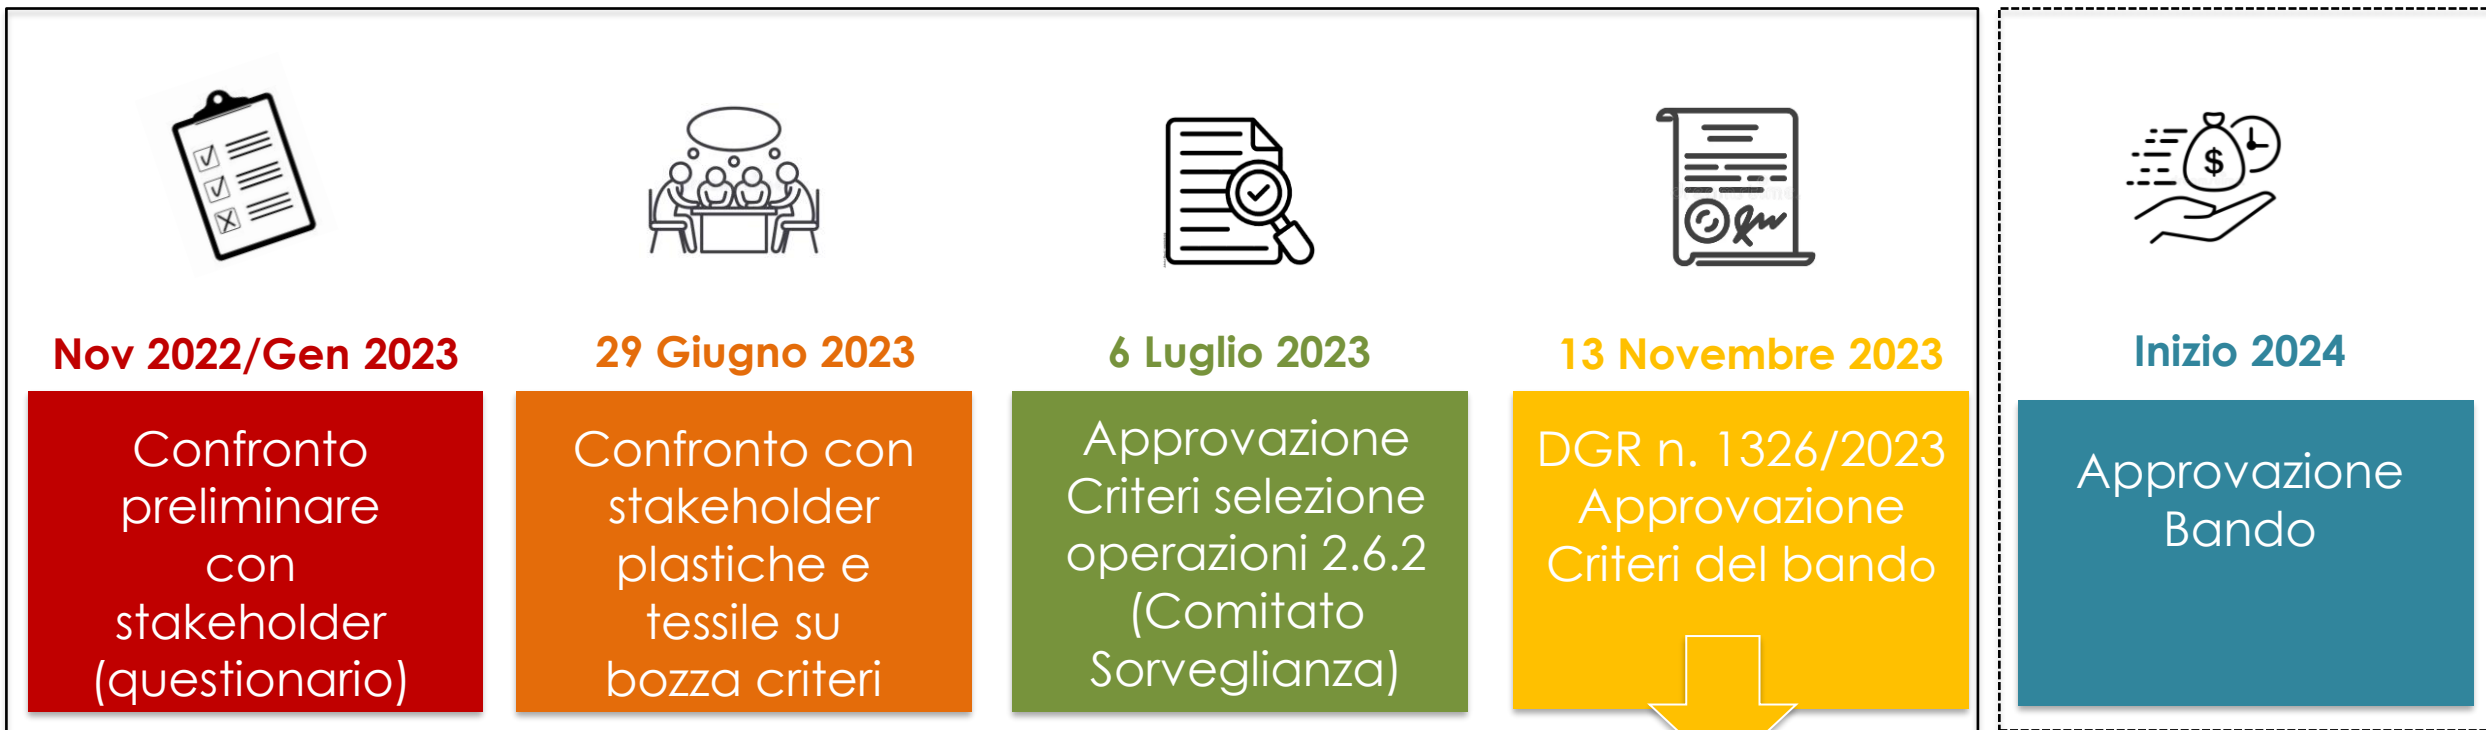 Nov 2022/Gen 2023
Confronto
preliminare
con
stakeholder
(questionario)
29 Giugno 2023
Confronto con
stakeholder
plastiche e
tessile su
bozza criteri
6 Luglio 2023
Approvazione
Criteri selezione
operazioni 2.6.2
(Comitato
Sorveglianza)
13 Novembre 2023
DGR n. 1326/2023
Approvazione
Criteri del bando
Inizio 2024
Approvazione
Bando
$